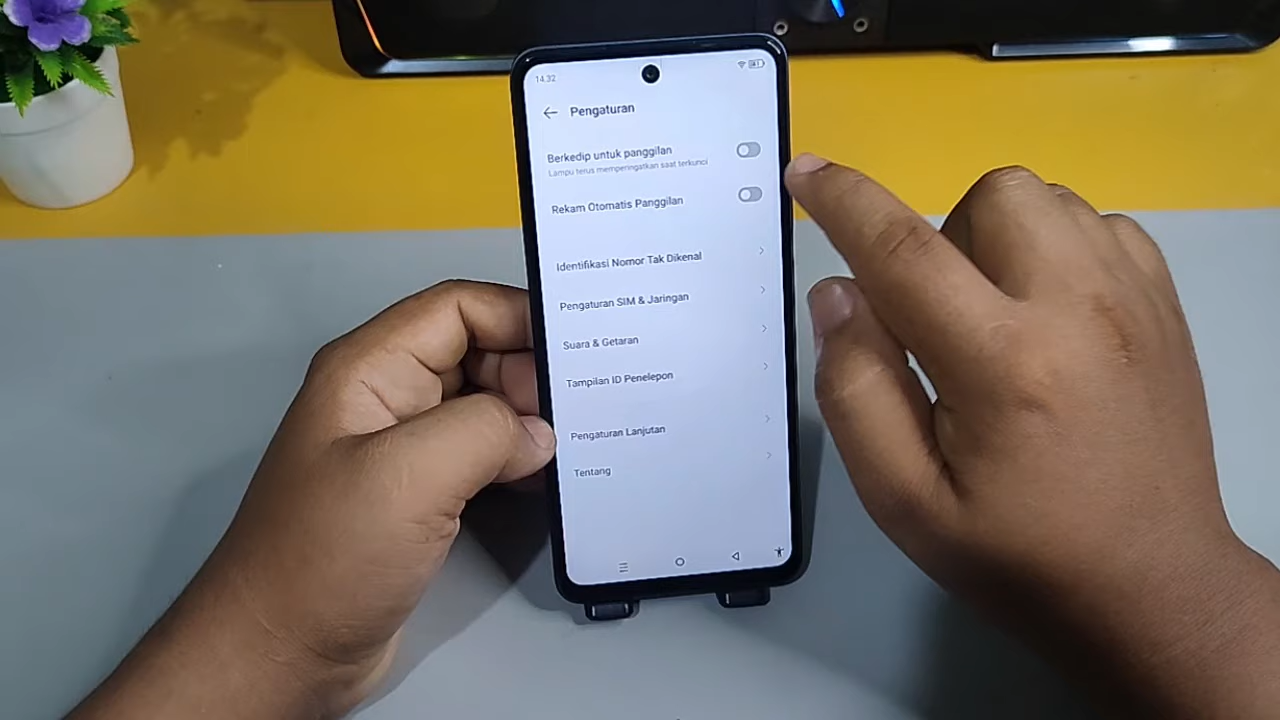 14.32
Pengaturan
Berkedip untuk panggilan
Lampu terus memperingatkan saat terkunci
Rekam Otomatis Panggilan
Identifikasi Nomor Tak Dikenal
Pengaturan SIM & Jaringan
Suara & Getaran
Tampilan ID Penelepon
Pengaturan Lanjutan
Tentang